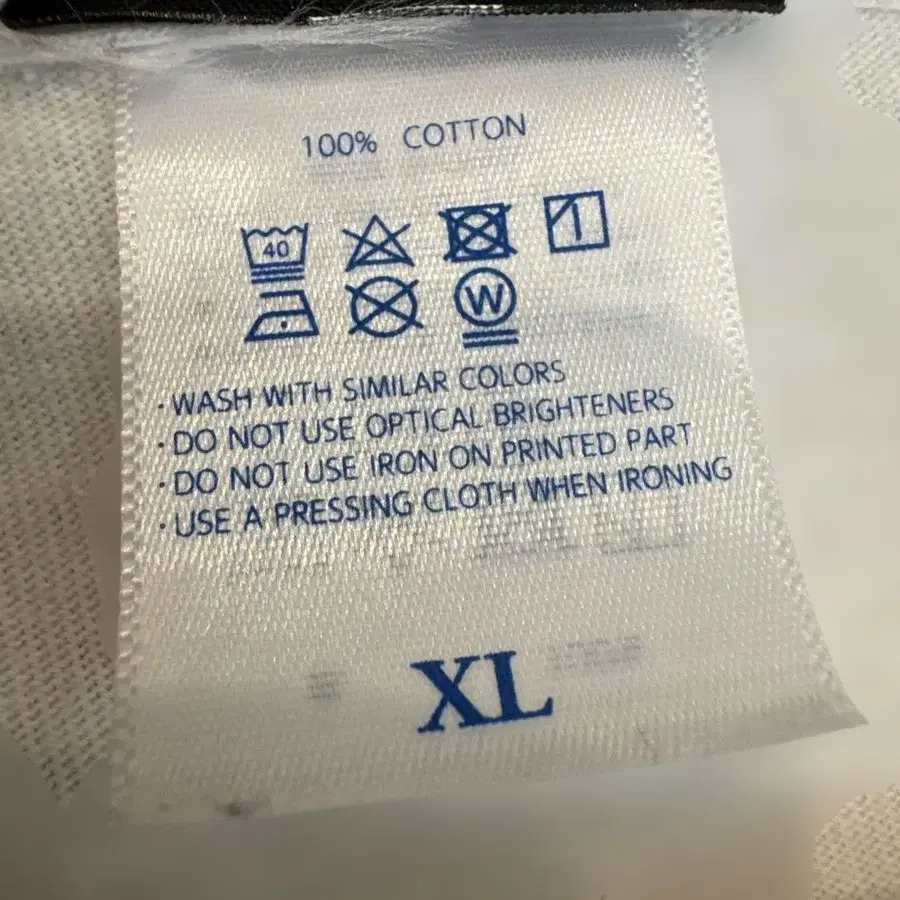 100% COTTON
40
W
· WASH WITH SIMILAR COLORS
· DO NOT USE OPTICAL BRIGHTENERS
· DO NOT USE IRON ON PRINTED PART
· USE A PRESSING CLOTH WHEN IRONING
XL